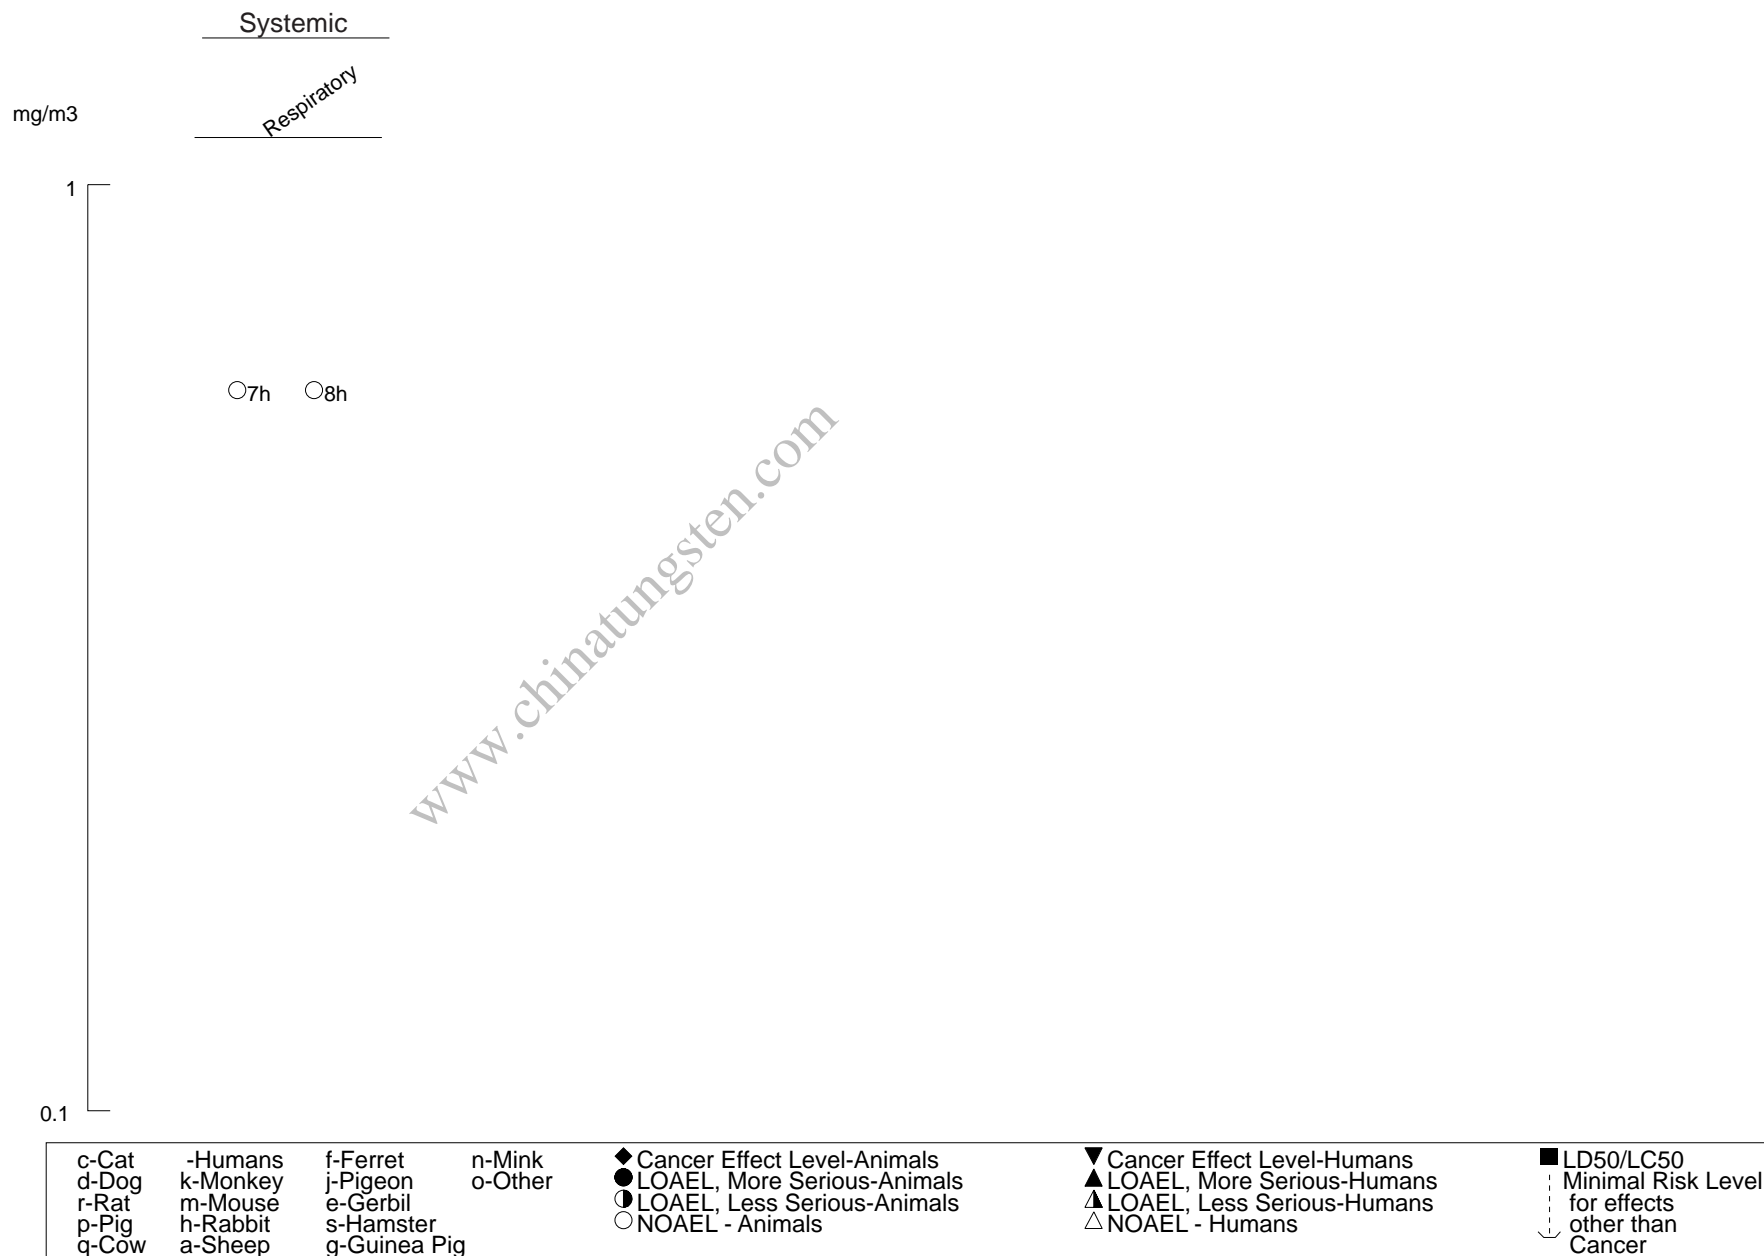 Systemic
Respiratory
mg/m3
1
7h 8h
www.chinatungsten.com
0.1
c-Cat -Humans f-Ferret n-Mink Cancer Effect Level-Animals Cancer Effect Level-Humans LD50/LC50
d-Dog k-Monkey j-Pigeon o-Other LOAEL, More Serious-Animals LOAEL, More Serious-Humans Minimal Risk Level
r-Rat m-Mouse e-Gerbil LOAEL, Less Serious-Animals LOAEL, Less Serious-Humans for effects
p-Pig h-Rabbit s-Hamster NOAEL - Animals NOAEL - Humans other than
q-Cow a-Sheep g-Guinea Pig Cancer